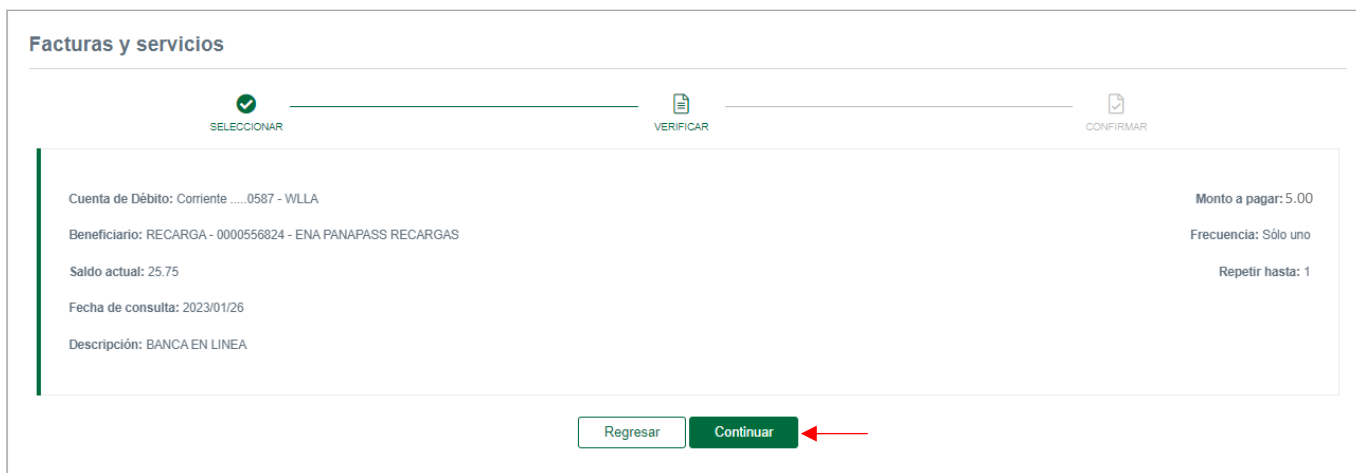 Facturas y servicios
SELECCIONAR
VERIFICAR
CONFIRMAR
Cuenta de Débito: Corriente .....0587 - WLLA
Monto a pagar: 5.00
Beneficiario: RECARGA - 0000556824 - ENA PANAPASS RECARGAS
Frecuencia: Sólo uno
Saldo actual: 25.75
Repetir hasta: 1
Fecha de consulta: 2023/01/26
Descripción: BANCA EN LINEA
Regresar
Continuar